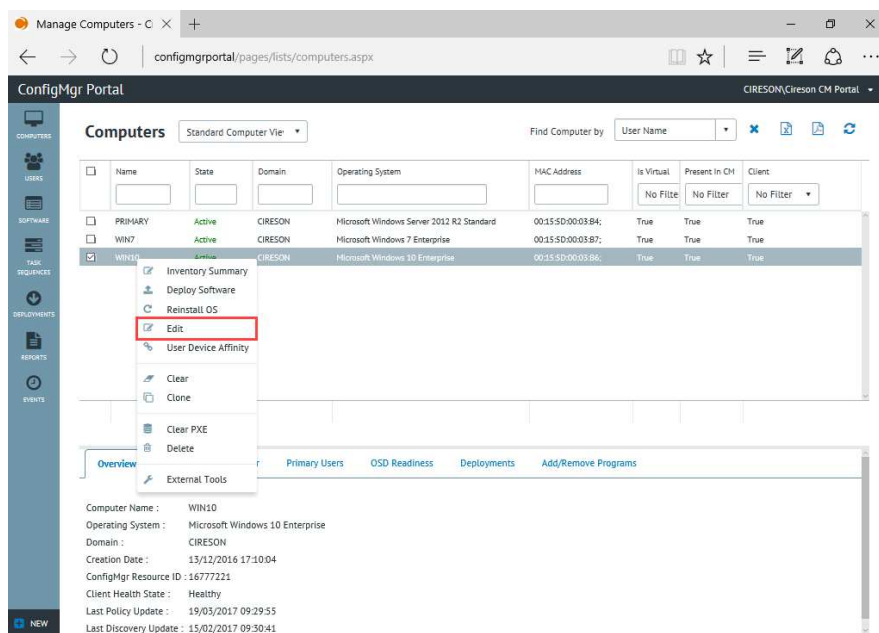 Manage Computers - Ci
configmgrportal/pages/lists/computers.aspx
ConfigMgr Portal
CIRESON\Cireson CM Portal
COMPUTERS
USERS
SOFTWARE
TASK SEQUENCES
DEPLOYMENTS
REPORTS
EVENTS
NEW
Computers
Standard Computer Vie
Find Computer by
User Name
Name State Domain Operating System MAC Address Is Virtual Present In CM Client
No Filte No Filter No Filter
PRIMARY Active CIRESON Microsoft Windows Server 2012 R2 Standard 00:15:5D:00:03:B4; True True True
WIN7 Active CIRESON Microsoft Windows 7 Enterprise 00:15:5D:00:03:B7; True True True
WIN10 Active CIRESON Microsoft Windows 10 Enterprise 00:15:5D:00:03:B6; True True True
Inventory Summary
Deploy Software
Reinstall OS
Edit
User Device Affinity
Clear
Clone
Clear PXE
Delete
External Tools
Overview r Primary Users OSD Readiness Deployments Add/Remove Programs
Computer Name : WIN10
Operating System : Microsoft Windows 10 Enterprise
Domain : CIRESON
Creation Date : 13/12/2016 17:10:04
ConfigMgr Resource ID : 16777221
Client Health State : Healthy
Last Policy Update : 19/03/2017 09:29:55
Last Discovery Update : 15/02/2017 09:30:41